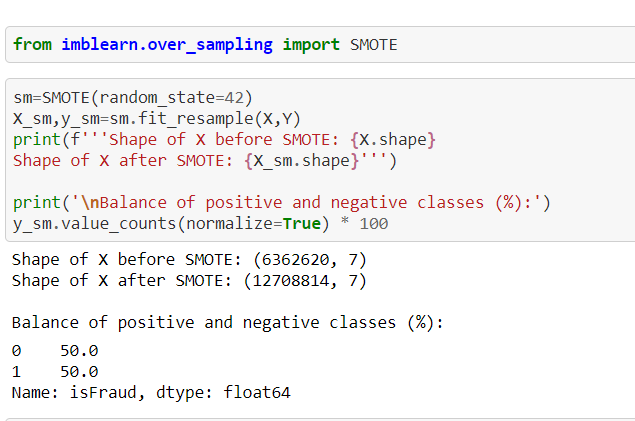 from imblearn.over_sampling import SMOTE
sm=SMOTE(random_state=42)
X_sm,y_sm=sm.fit_resample(X,Y)
print(f'''Shape of X before SMOTE: {X.shape}
Shape of X after SMOTE: {X_sm.shape}''')
print('\nBalance of positive and negative classes (%):')
y_sm.value_counts(normalize=True) * 100
Shape of X before SMOTE: (6362620, 7)
Shape of X after SMOTE: (12708814, 7)
Balance of positive and negative classes (%):
0    50.0
1    50.0
Name: isFraud, dtype: float64